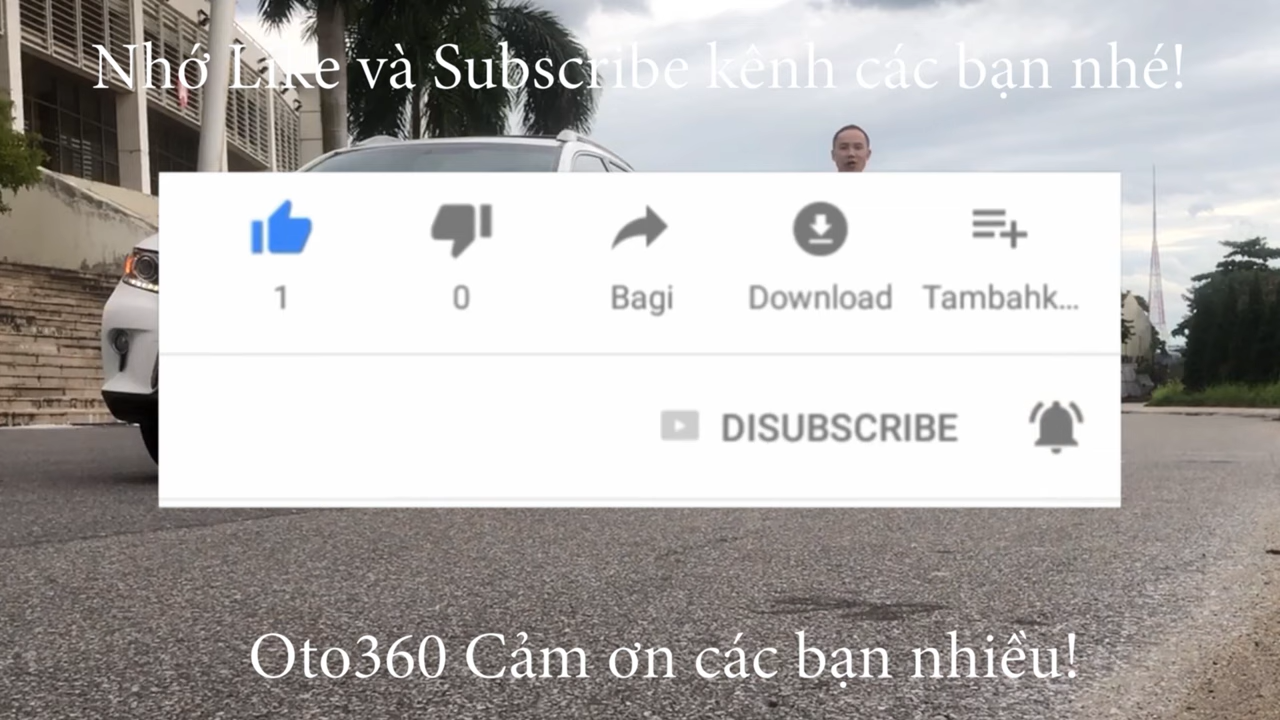 Nhớ Like và Subscribe kênh các bạn nhé!
1
0
Bagi
Download
Tambahk...
DISUBSCRIBE
Oto360 Cảm ơn các bạn nhiều!